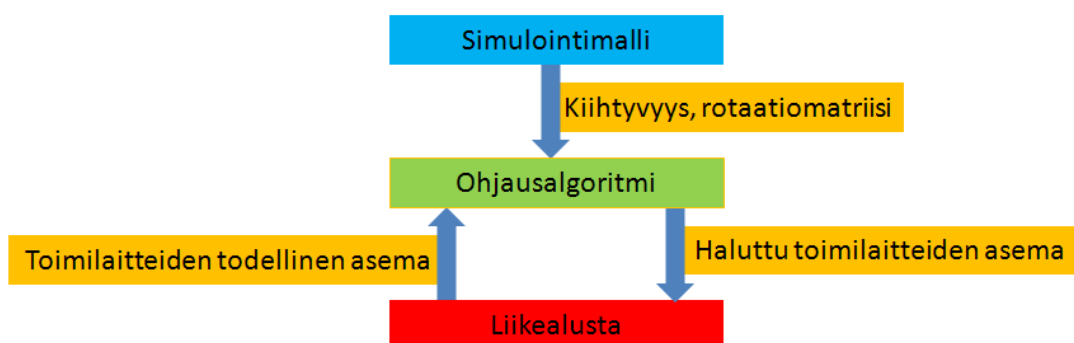 Simulointimalli
Kiihtyvyys, rotaatiomatriisi
Ohjausalgoritmi
Toimilaitteiden todellinen asema
Haluttu toimilaitteiden asema
Liikealusta